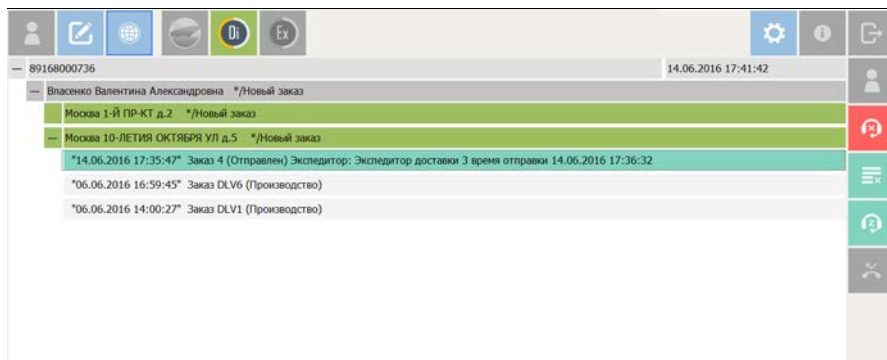 Di Ex
— 89168000736 14.06.2016 17:41:42
— Власенко Валентина Александровна */Новый заказ
Москва 1-Й ПР-КТ д.2 */Новый заказ
— Москва 10-ЛЕТИЯ ОКТЯБРЯ УЛ д.5 */Новый заказ
"14.06.2016 17:35:47" Заказ 4 (Отправлен) Экспедитор: Экспедитор доставки 3 время отправки 14.06.2016 17:36:32
"06.06.2016 16:59:45" Заказ DLV6 (Производство)
"06.06.2016 14:00:27" Заказ DLV1 (Производство)